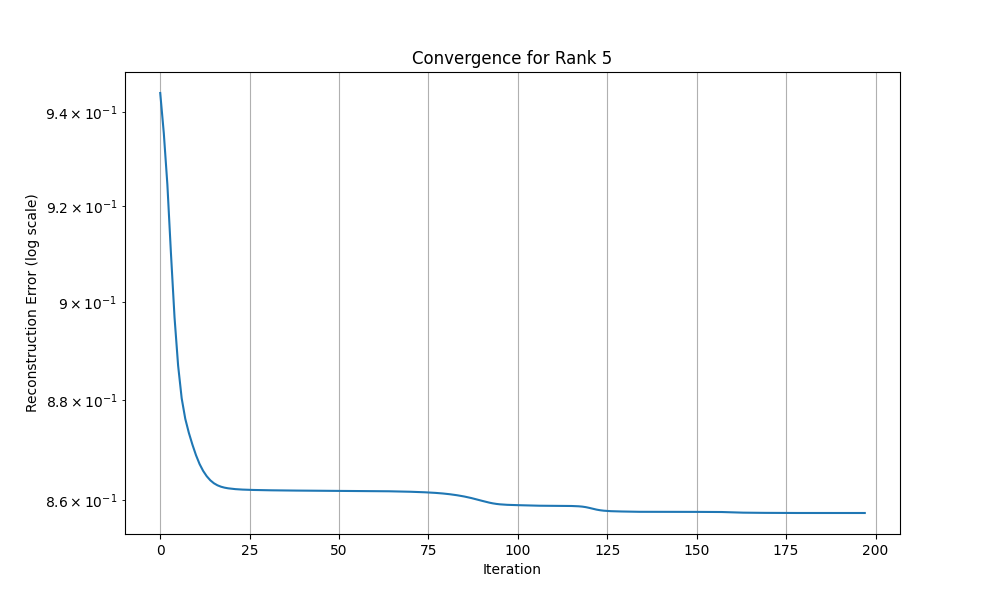 Convergence for Rank 5
Reconstruction Error (log scale)
9.4 × 10⁻¹
9.2 × 10⁻¹
9 × 10⁻¹
8.8 × 10⁻¹
8.6 × 10⁻¹
0 25 50 75 100 125 150 175 200
Iteration